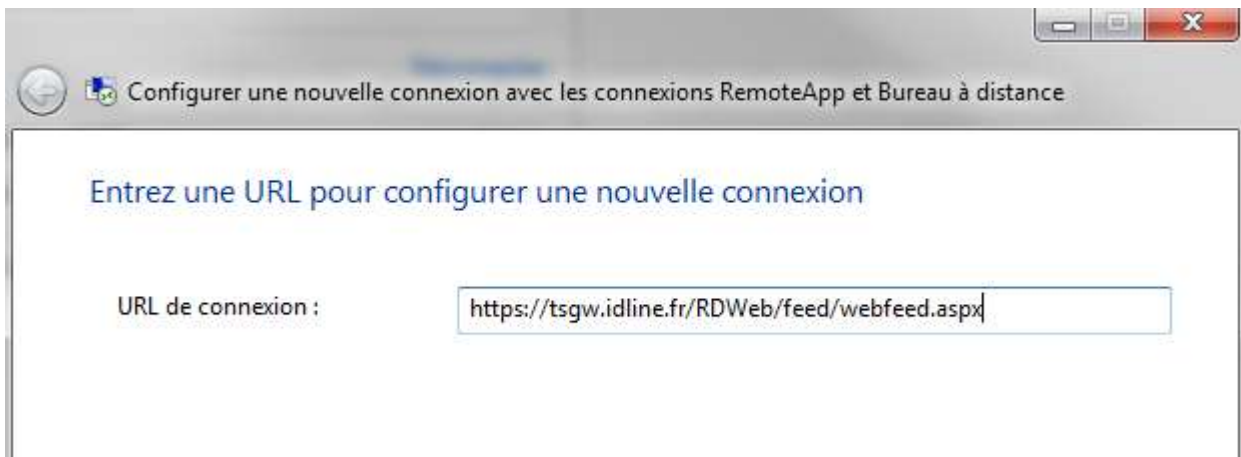 Configurer une nouvelle connexion avec les connexions RemoteApp et Bureau à distance
Entrez une URL pour configurer une nouvelle connexion
URL de connexion : https://tsgw.idline.fr/RDWeb/feed/webfeed.aspx